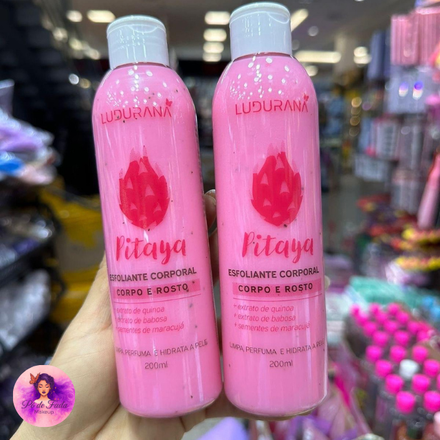 LUDURANA
Pitaya
ESFOLIANTE CORPORAL
CORPO E ROSTO
+ extrato de quinoa
+ extrato de babosa
+ sementes de maracujá
LIMPA, PERFUMA E HIDRATA A PELE
200ml
LUDURANA
Pitaya
ESFOLIANTE CORPORAL
CORPO E ROSTO
+ extrato de quinoa
+ extrato de babosa
+ sementes de maracujá
LIMPA, PERFUMA E HIDRATA A PELE
200ml